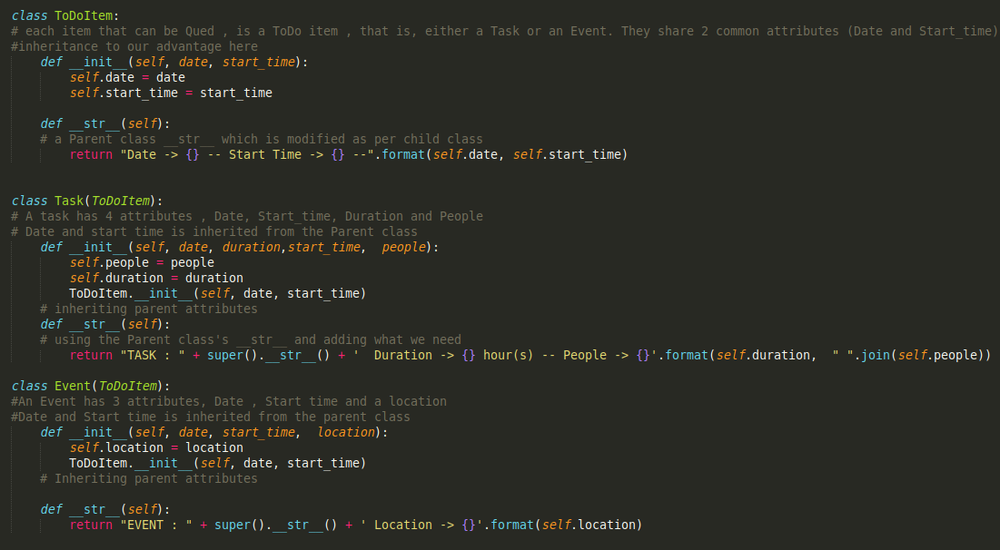 class ToDoItem:
# each item that can be Qued , is a ToDo item , that is, either a Task or an Event. They share 2 common attributes (Date and Start_time)
#inheritance to our advantage here
    def __init__(self, date, start_time):
        self.date = date
        self.start_time = start_time

    def __str__(self):
    # a Parent class __str__ which is modified as per child class
        return "Date -> {} -- Start Time -> {} --".format(self.date, self.start_time)


class Task(ToDoItem):
# A task has 4 attributes , Date, Start_time, Duration and People
# Date and start time is inherited from the Parent class
    def __init__(self, date, duration,start_time,  people):
        self.people = people
        self.duration = duration
        ToDoItem.__init__(self, date, start_time)
    # inheriting parent attributes
    def __str__(self):
    # using the Parent class's __str__ and adding what we need
        return "TASK : " + super().__str__() + '  Duration -> {} hour(s) -- People -> {}'.format(self.duration,  " ".join(self.people))

class Event(ToDoItem):
#An Event has 3 attributes, Date , Start time and a location
#Date and Start time is inherited from the parent class
    def __init__(self, date, start_time,  location):
        self.location = location
        ToDoItem.__init__(self, date, start_time)
    # Inheriting parent attributes

    def __str__(self):
        return "EVENT : " + super().__str__() + ' Location -> {}'.format(self.location)